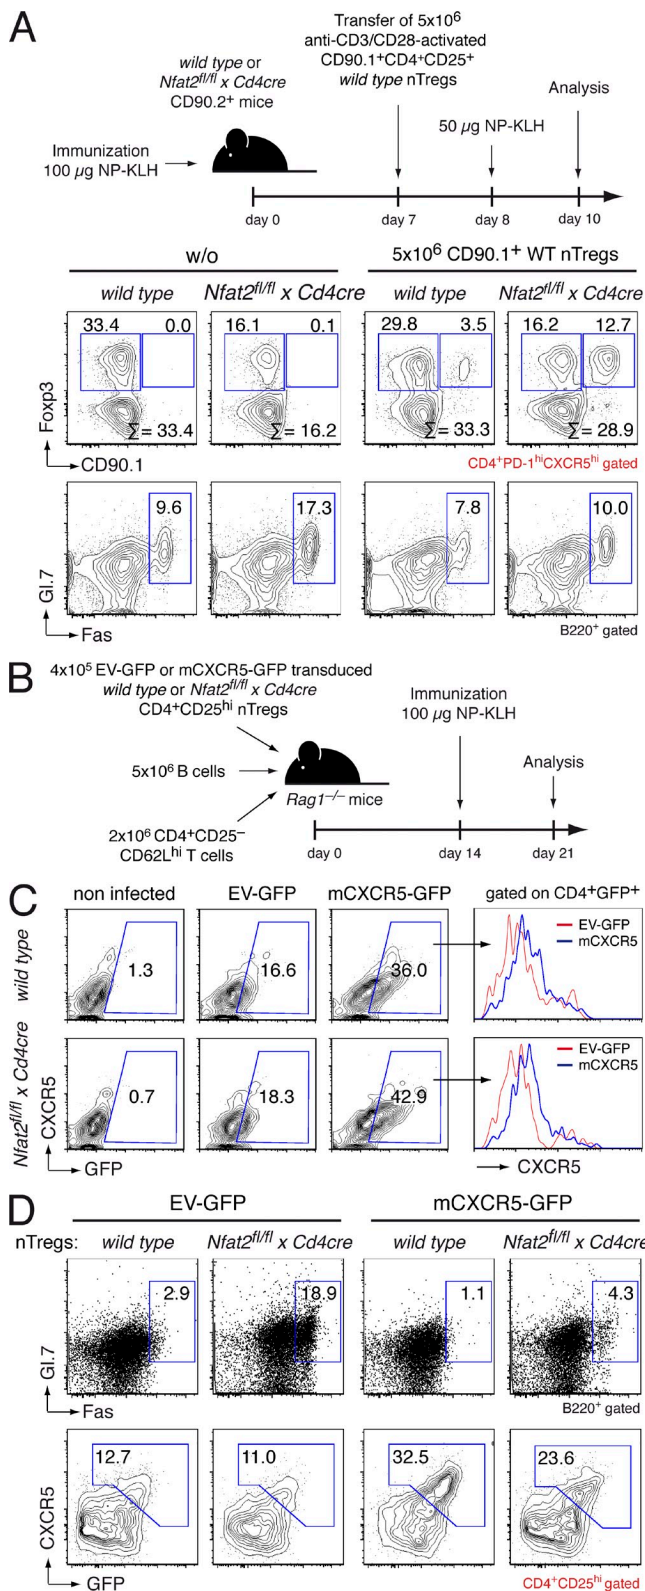 A
Transfer of 5x10⁶
anti-CD3/CD28-activated
CD90.1⁺CD4⁺CD25⁺
wild type nTregs
wild type or
Nfat2fl/fl x Cd4cre
CD90.2⁺ mice
Analysis
50 µg NP-KLH
Immunization
100 µg NP-KLH
day 0 day 7 day 8 day 10
w/o 5x10⁶ CD90.1⁺ WT nTregs
wild type Nfat2fl/fl x Cd4cre wild type Nfat2fl/fl x Cd4cre
33.4 0.0 16.1 0.1 29.8 3.5 16.2 12.7
Foxp3
Σ= 33.4 Σ= 16.2 Σ= 33.3 Σ= 28.9
CD90.1
CD4⁺PD-1hiCXCR5hi gated
9.6 17.3 7.8 10.0
Gl.7
Fas
B220⁺ gated
B
4x10⁵ EV-GFP or mCXCR5-GFP transduced
wild type or Nfat2fl/fl x Cd4cre
CD4⁺CD25hi nTregs
Immunization
100 µg NP-KLH
5x10⁶ B cells
Analysis
Rag1–/– mice
2x10⁶ CD4⁺CD25–
CD62Lhi T cells
day 0 day 14 day 21
C
non infected EV-GFP mCXCR5-GFP gated on CD4⁺GFP⁺
wild type
1.3 16.6 36.0
EV-GFP
mCXCR5
Nfat2fl/fl x Cd4cre
CXCR5
0.7 18.3 42.9
EV-GFP
mCXCR5
GFP
CXCR5
D
EV-GFP mCXCR5-GFP
nTregs: wild type Nfat2fl/fl x Cd4cre wild type Nfat2fl/fl x Cd4cre
2.9 18.9 1.1 4.3
Gl.7
Fas
B220⁺ gated
12.7 11.0 32.5 23.6
CXCR5
GFP
CD4⁺CD25hi gated